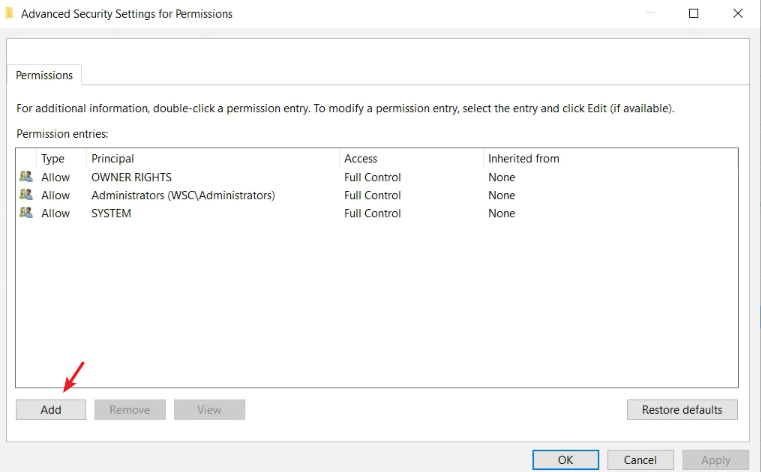 Advanced Security Settings for Permissions
Permissions
For additional information, double-click a permission entry. To modify a permission entry, select the entry and click Edit (if available).
Permission entries:
Type Principal Access Inherited from
Allow OWNER RIGHTS Full Control None
Allow Administrators (WSC\Administrators) Full Control None
Allow SYSTEM Full Control None
Add Remove View Restore defaults
OK Cancel Apply